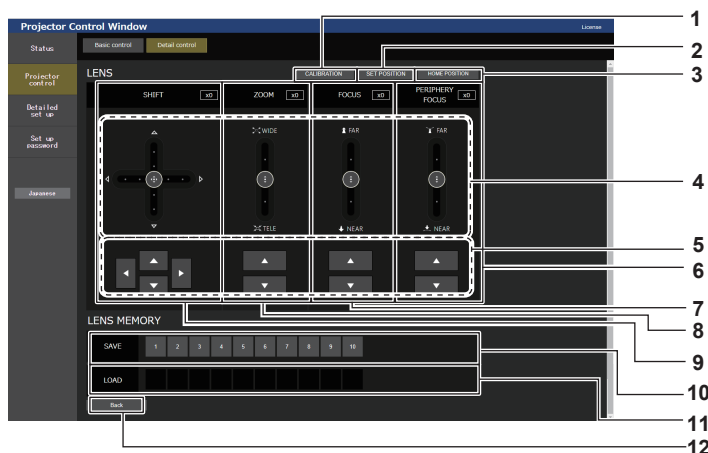 Projector Control Window
License
Status
Basic control
Detail control
Projector
control
Detailed
set up
Set up
password
Japanese
LENS
CALIBRATION
SET POSITION
HOME POSITION
SHIFT
x0
ZOOM
x0
FOCUS
x0
PERIPHERY
FOCUS
x0
WIDE
FAR
FAR
TELE
NEAR
NEAR
LENS MEMORY
SAVE
1 2 3 4 5 6 7 8 9 10
LOAD
Back
1
2
3
4
5
6
7
8
9
10
11
12